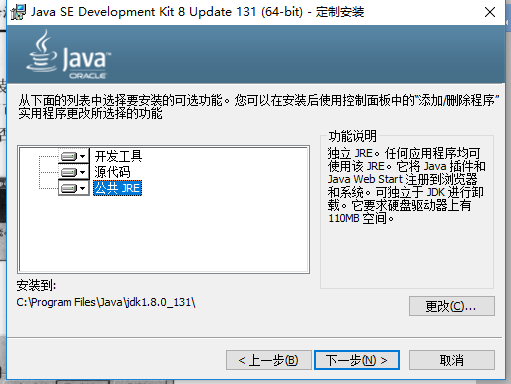 Java SE Development Kit 8 Update 131 (64-bit) - 定制安装
Java
ORACLE
从下面的列表中选择要安装的可选功能。您可以在安装后使用控制面板中的"添加/删除程序"
实用程序更改所选择的功能
开发工具
源代码
公共 JRE
功能说明
独立 JRE。任何应用程序均可
使用该 JRE。它将 Java 插件和
Java Web Start 注册到浏览器
和系统。可独立于 JDK 进行卸
载。它要求硬盘驱动器上有
110MB 空间。
安装到:
C:\Program Files\Java\jdk1.8.0_131\
更改(C)...
< 上一步(B)
下一步(N) >
取消